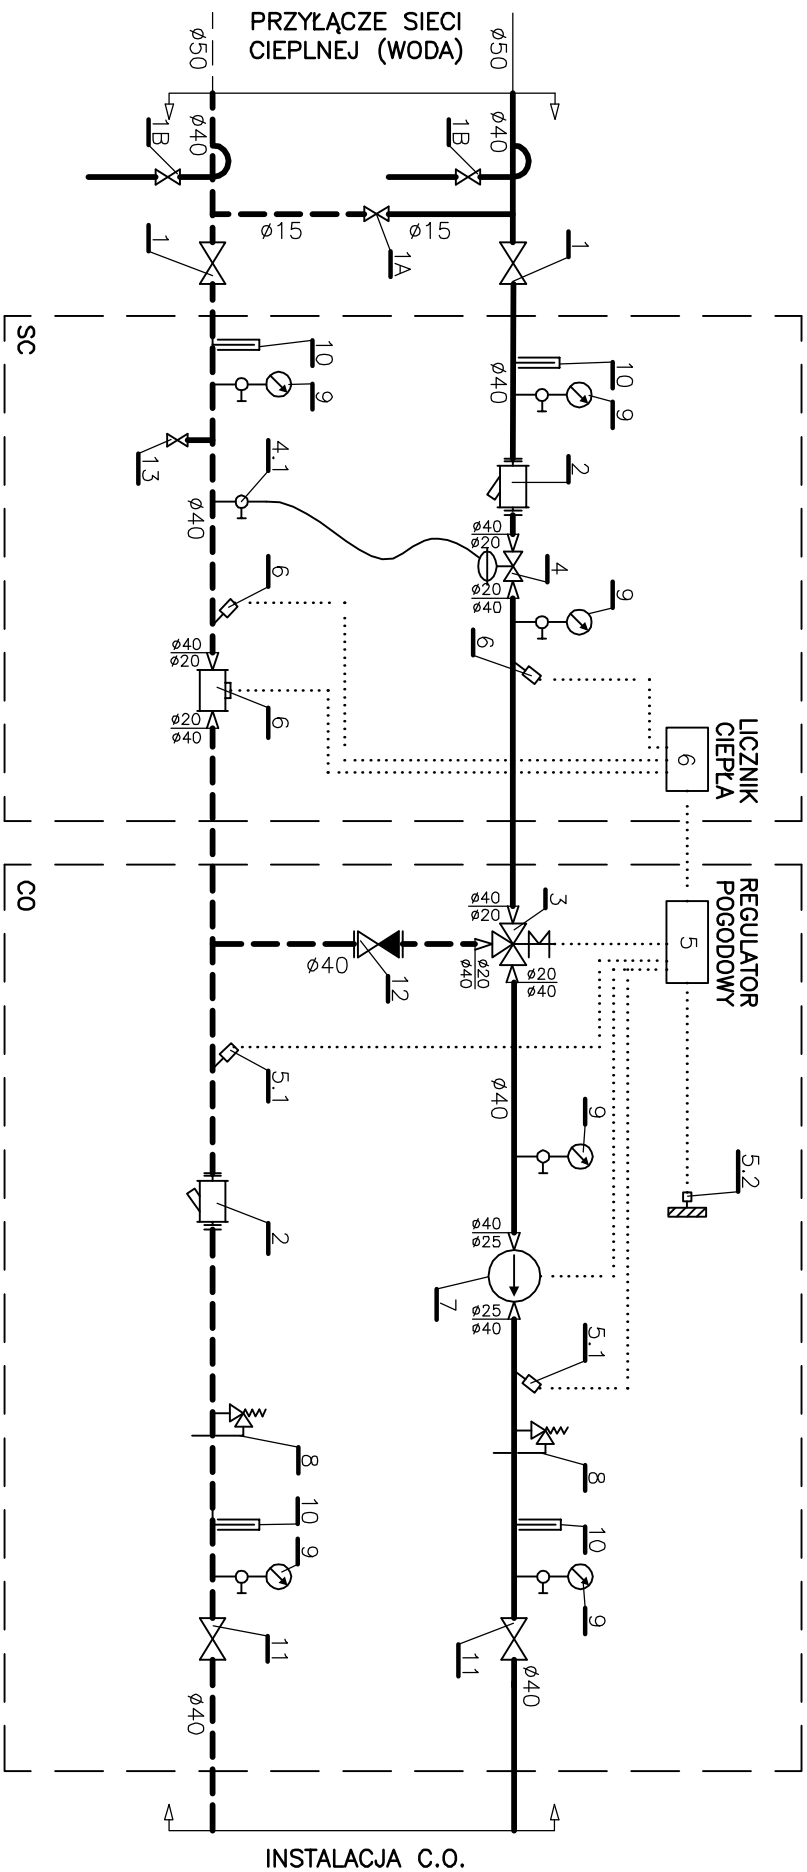 PRZYŁĄCZE SIECI
CIEPLNEJ (WODA)
ø50
ø50
ø40
ø40
1B
1B
ø15
ø15
1A
1
1
SC
10
9
10
9
ø40
13
4.1
ø40
2
ø40
ø20
4
ø20
ø40
9
6
6
ø40
ø20
6
ø20
ø40
LICZNIK
CIEPŁA
6
CO
REGULATOR
POGODOWY
5
3
ø40
ø20
ø20
ø40
ø20
ø40
ø40
12
5.1
ø40
9
5.2
2
ø40
ø25
7
ø25
ø40
5.1
8
8
10
10
9
9
11
11
ø40
ø40
INSTALACJA C.O.